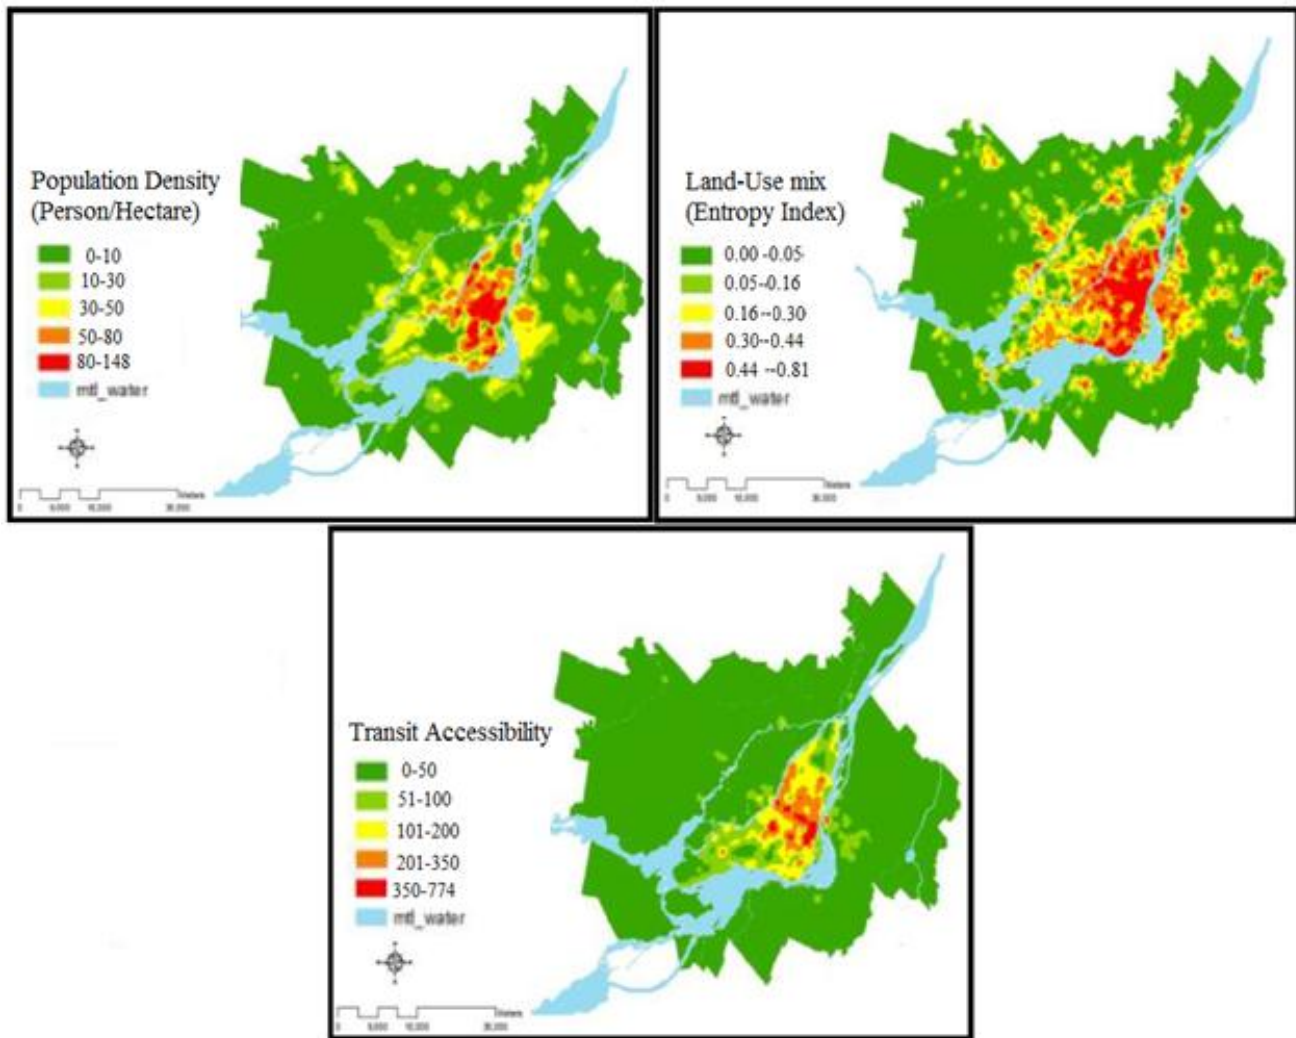 Population Density
(Person/Hectare)
0-10
10-30
30-50
50-80
80-148
mtl_water
Land-Use mix
(Entropy Index)
0.00 -0.05
0.05-0.16
0.16--0.30
0.30--0.44
0.44 --0.81
mtl_water
Transit Accessibility
0-50
51-100
101-200
201-350
350-774
mtl_water